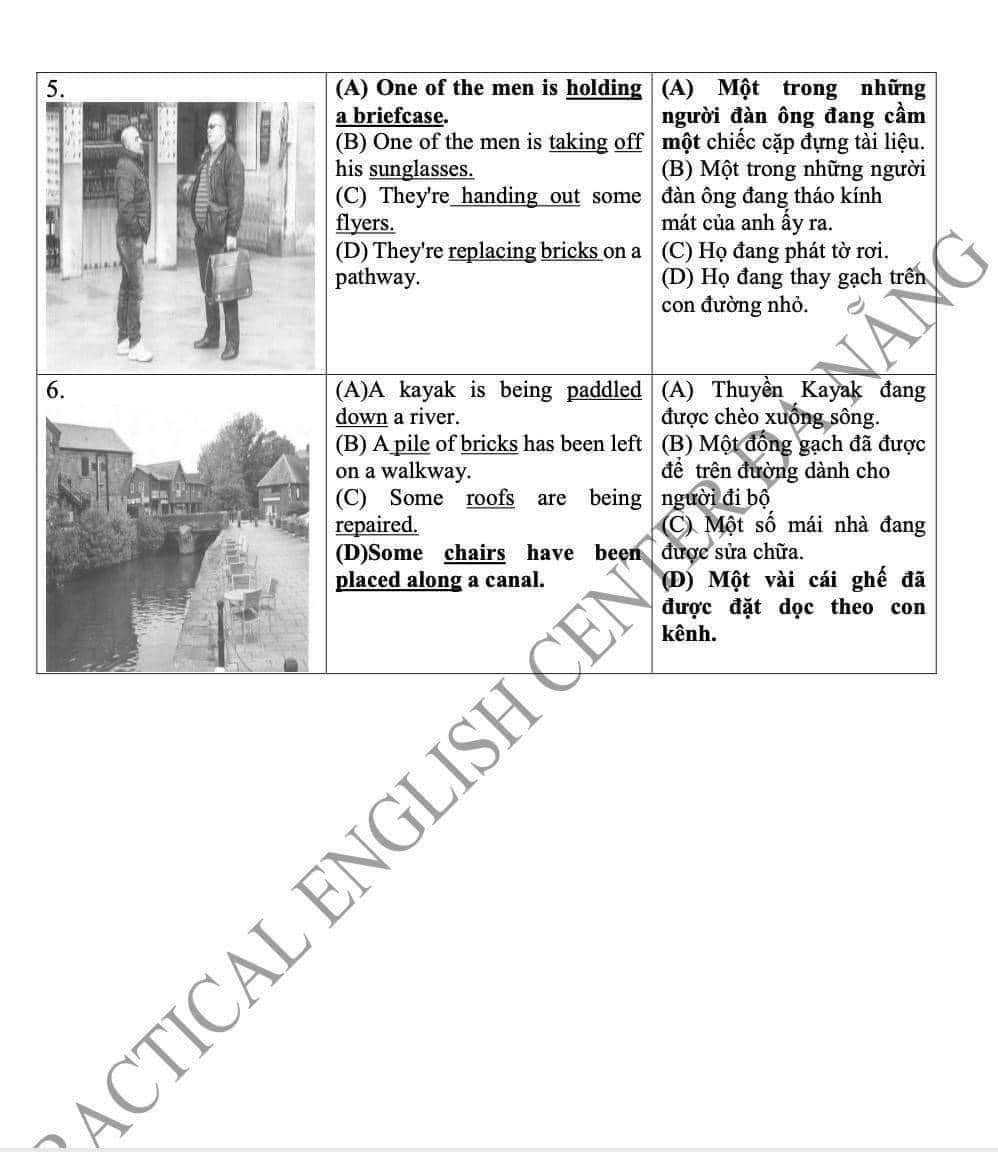 5.
(A) One of the men is holding
a briefcase.
(B) One of the men is taking off
his sunglasses.
(C) They're handing out some
flyers.
(D) They're replacing bricks on a
pathway.
(A) Một trong những
người đàn ông đang cầm
một chiếc cặp đựng tài liệu.
(B) Một trong những người
đàn ông đang tháo kính
mát của anh ấy ra.
(C) Họ đang phát tờ rơi.
(D) Họ đang thay gạch trên
con đường nhỏ.
6.
(A)A kayak is being paddled
down a river.
(B) A pile of bricks has been left
on a walkway.
(C) Some roofs are being
repaired.
(D)Some chairs have been
placed along a canal.
(A) Thuyền Kayak đang
được chèo xuống sông.
(B) Một đống gạch đã được
để trên đường dành cho
người đi bộ
(C) Một số mái nhà đang
được sửa chữa.
(D) Một vài cái ghế đã
được đặt dọc theo con
kênh.
RACTICAL ENGLISH CENTER ĐÀ NẴNG